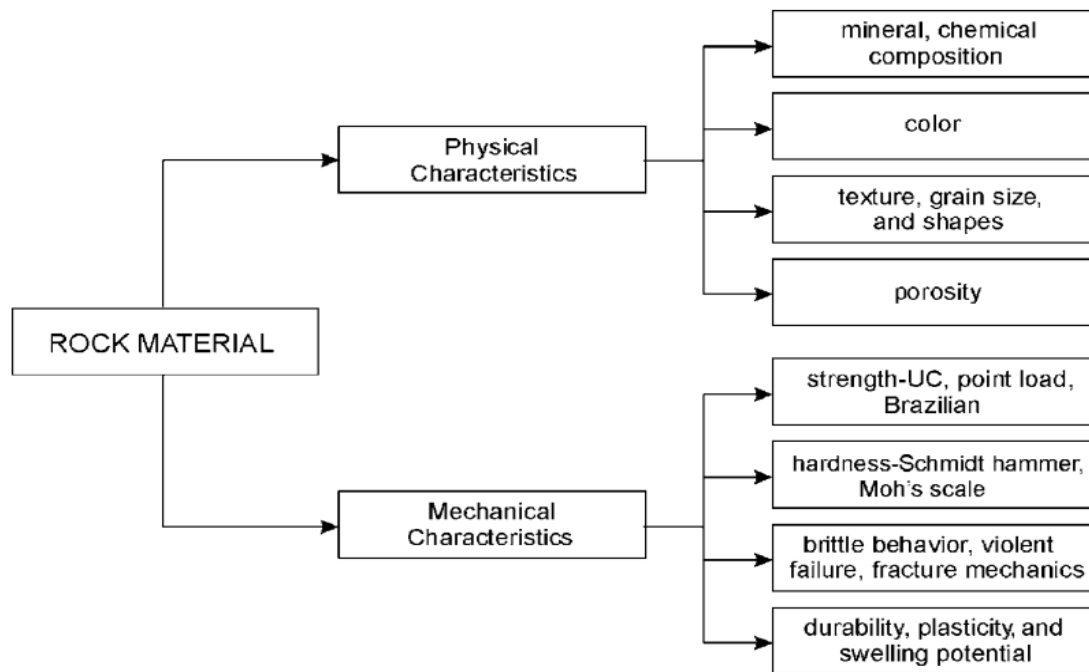 mineral, chemical
composition
color
Physical
Characteristics
texture, grain size,
and shapes
porosity
ROCK MATERIAL
strength-UC, point load,
Brazilian
hardness-Schmidt hammer,
Moh's scale
Mechanical
Characteristics
brittle behavior, violent
failure, fracture mechanics
durability, plasticity, and
swelling potential